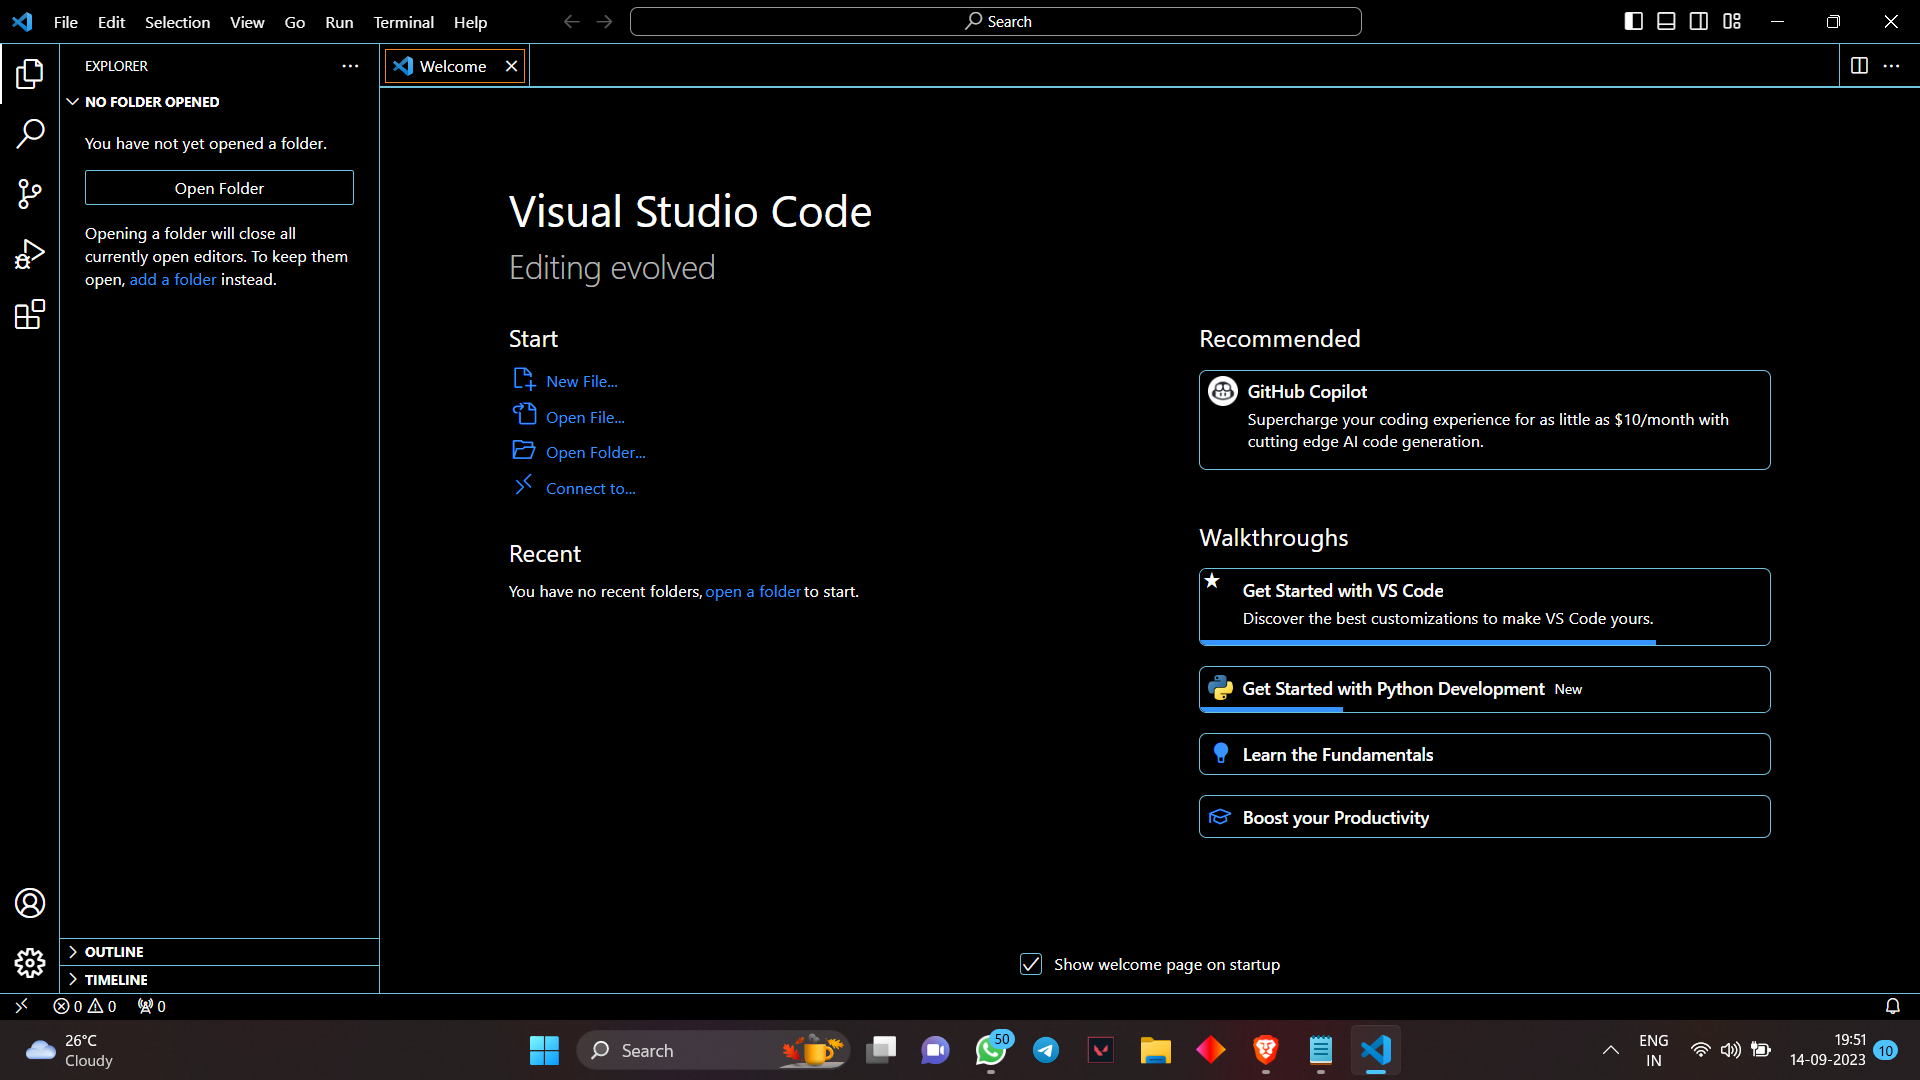 File Edit Selection View Go Run Terminal Help
Search
EXPLORER
Welcome
NO FOLDER OPENED
You have not yet opened a folder.
Open Folder
Opening a folder will close all
currently open editors. To keep them
open, add a folder instead.
Visual Studio Code
Editing evolved
Start
New File...
Open File...
Open Folder...
Connect to...
Recent
You have no recent folders, open a folder to start.
Recommended
GitHub Copilot
Supercharge your coding experience for as little as $10/month with
cutting edge AI code generation.
Walkthroughs
Get Started with VS Code
Discover the best customizations to make VS Code yours.
Get Started with Python Development New
Learn the Fundamentals
Boost your Productivity
Show welcome page on startup
OUTLINE
TIMELINE
0 0 0
26°C
Cloudy
Search
50
ENG
IN
19:51
14-09-2023
10